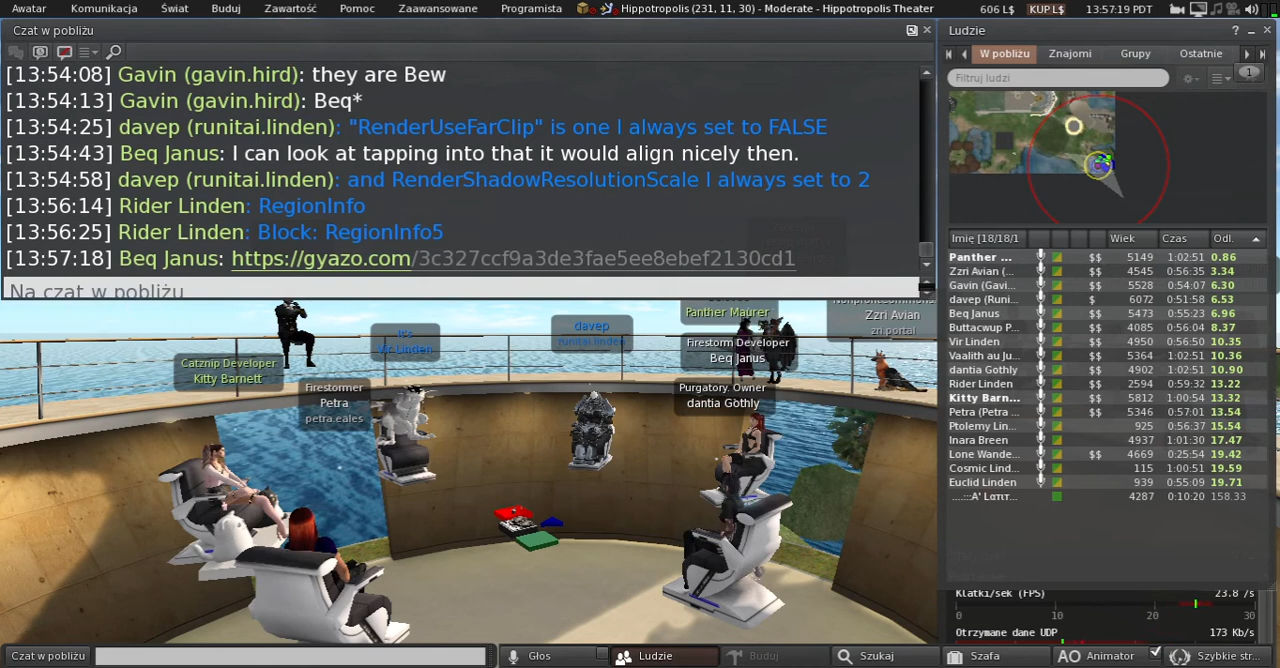 Awatar Komunikacja Świat Buduj Zawartość Pomoc Zaawansowane Programista Hippotropolis (231, 11, 30) - Moderate - Hippotropolis Theater 606 L$ KUP L$ 13:57:19 PDT
Czat w pobliżu
[13:54:08] Gavin (gavin.hird): they are Bew
[13:54:13] Gavin (gavin.hird): Beq*
[13:54:25] davep (runitai.linden): "RenderUseFarClip" is one I always set to FALSE
[13:54:43] Beq Janus: I can look at tapping into that it would align nicely then.
[13:54:58] davep (runitai.linden): and RenderShadowResolutionScale I always set to 2
[13:56:14] Rider Linden: RegionInfo
[13:56:25] Rider Linden: Block: RegionInfo5
[13:57:18] Beq Janus: https://gyazo.com/3c327ccf9a3de3fae5ee8ebef2130cd1
Na czat w pobliżu
Catznip Developer
Kitty Barnett
Firestormer
Petra
petra.eales
It's
Vir Linden
davep
runitai.linden
Panther Maurer
Firestorm Developer
Beq Janus
Purgatory. Owner
dantia Gothly
Zzri Avian
zri.portal
Ludzie
W pobliżu Znajomi Grupy Ostatnie
Filtruj ludzi
1
Imię [18/18/1 Wiek Czas Odl.
Panther ... $$ 5149 1:02:51 0.86
Zzri Avian (... $$ 4545 0:56:35 3.34
Gavin (Gavi... $$ 5528 0:54:07 6.30
davep (Runi... $ 6072 0:51:58 6.53
Beq Janus $$ 5473 0:55:23 6.96
Buttacwup P... $$ 4085 0:56:04 8.37
Vir Linden $$ 4950 0:56:50 10.35
Vaalith au Ju... $$ 5364 1:02:51 10.36
dantia Gothly $$ 4902 1:02:51 10.90
Rider Linden $$ 2594 0:59:32 13.22
Kitty Barn... $$ 5812 1:00:54 13.32
Petra (Petra ... $$ 5346 0:57:01 13.54
Ptolemy Lin... 925 0:56:37 15.54
Inara Breen 4937 1:01:30 17.47
Lone Wande... $$ 4669 0:25:54 19.42
Cosmic Lind... 115 1:00:51 19.59
Euclid Linden 939 0:55:09 19.71
4287 0:10:20 158.33
Klatki/sek (FPS) 23.8 /s
0 10 20 30
Otrzymane dane UDP 173 Kb/s
Czat w pobliżu Głos Ludzie Buduj Szukaj Szafa AO Animator Szybkie str...